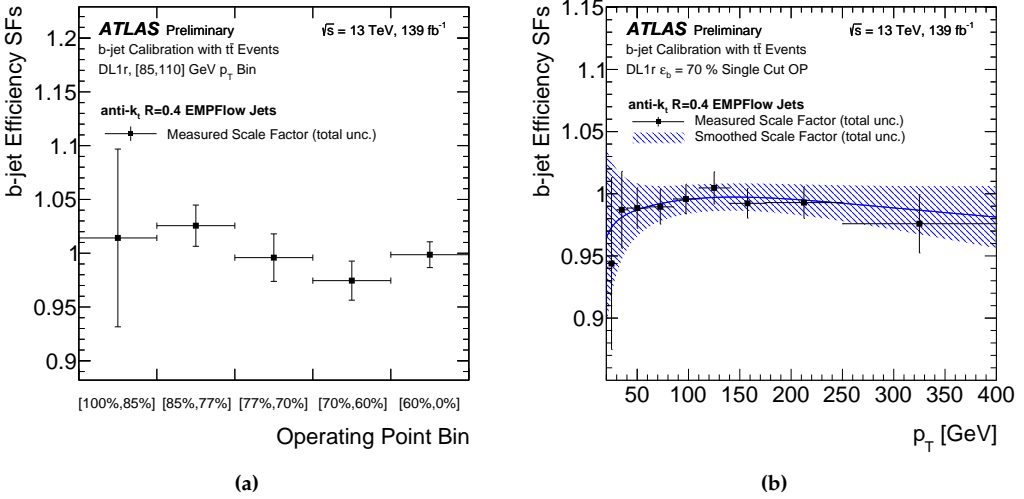 ATLAS Preliminary
√s = 13 TeV, 139 fb⁻¹
b-jet Calibration with tt̄ Events
DL1r, [85,110] GeV p_T Bin
anti-k_t R=0.4 EMPFlow Jets
Measured Scale Factor (total unc.)
b-jet Efficiency SFs
1.2
1.15
1.1
1.05
1
0.95
0.9
[100%,85%] [85%,77%] [77%,70%] [70%,60%] [60%,0%]
Operating Point Bin
(a)
ATLAS Preliminary
√s = 13 TeV, 139 fb⁻¹
b-jet Calibration with tt̄ Events
DL1r ε_b = 70 % Single Cut OP
anti-k_t R=0.4 EMPFlow Jets
Measured Scale Factor (total unc.)
Smoothed Scale Factor (total unc.)
b-jet Efficiency SFs
1.15
1.1
1.05
1
0.95
0.9
50 100 150 200 250 300 350 400
p_T [GeV]
(b)